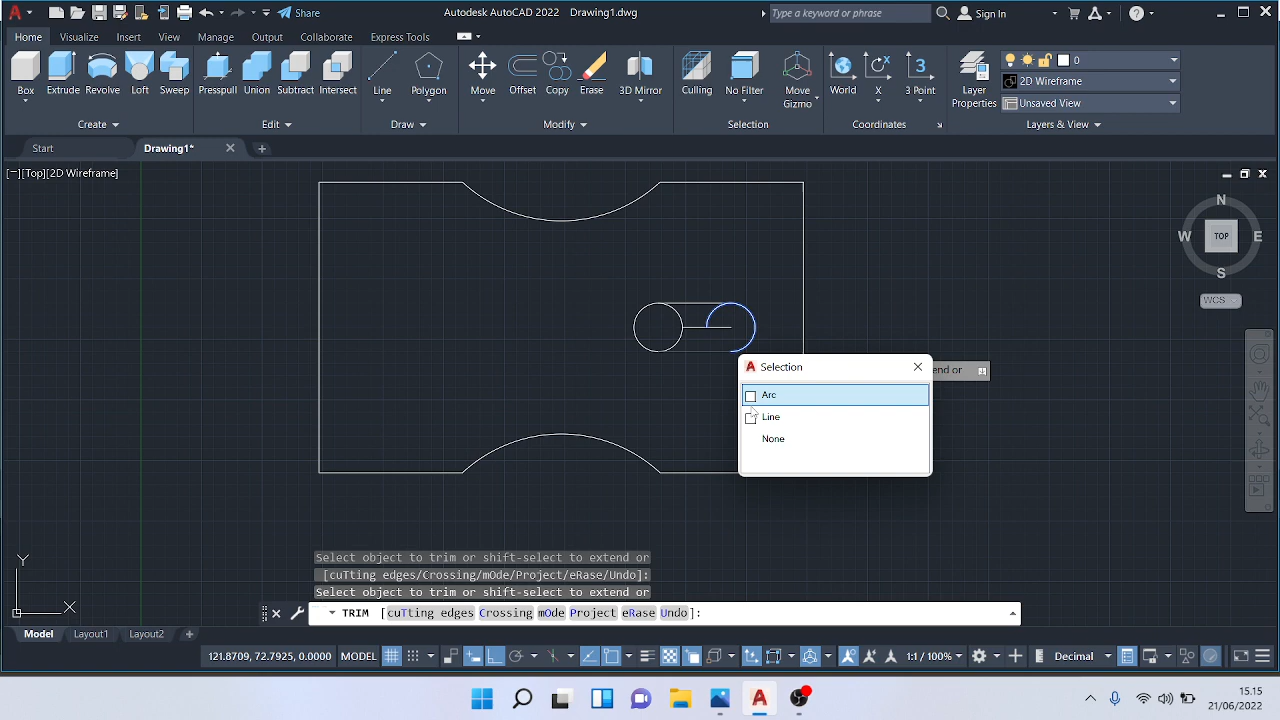 Share
Autodesk AutoCAD 2022 Drawing1.dwg
Type a keyword or phrase
Sign In
Home Visualize Insert View Manage Output Collaborate Express Tools
Box Extrude Revolve Loft Sweep
Presspull Union Subtract Intersect
Line Polygon
Move Offset Copy Erase 3D Mirror
Culling No Filter Move Gizmo
World X 3 Point
Layer Properties
0
2D Wireframe
Unsaved View
Create Edit Draw Modify Selection Coordinates Layers & View
Start Drawing1*
[−][Top][2D Wireframe]
N
W TOP E
S
WCS
Selection
end or
Arc
Line
None
Y
X
Select object to trim or shift-select to extend or
[cuTting edges/Crossing/mOde/Project/eRase/Undo]:
Select object to trim or shift-select to extend or
TRIM [cuTting edges Crossing mOde Project eRase Undo]:
Model Layout1 Layout2
121.8709, 72.7925, 0.0000 MODEL 1:1 / 100% Decimal
15.15
21/06/2022